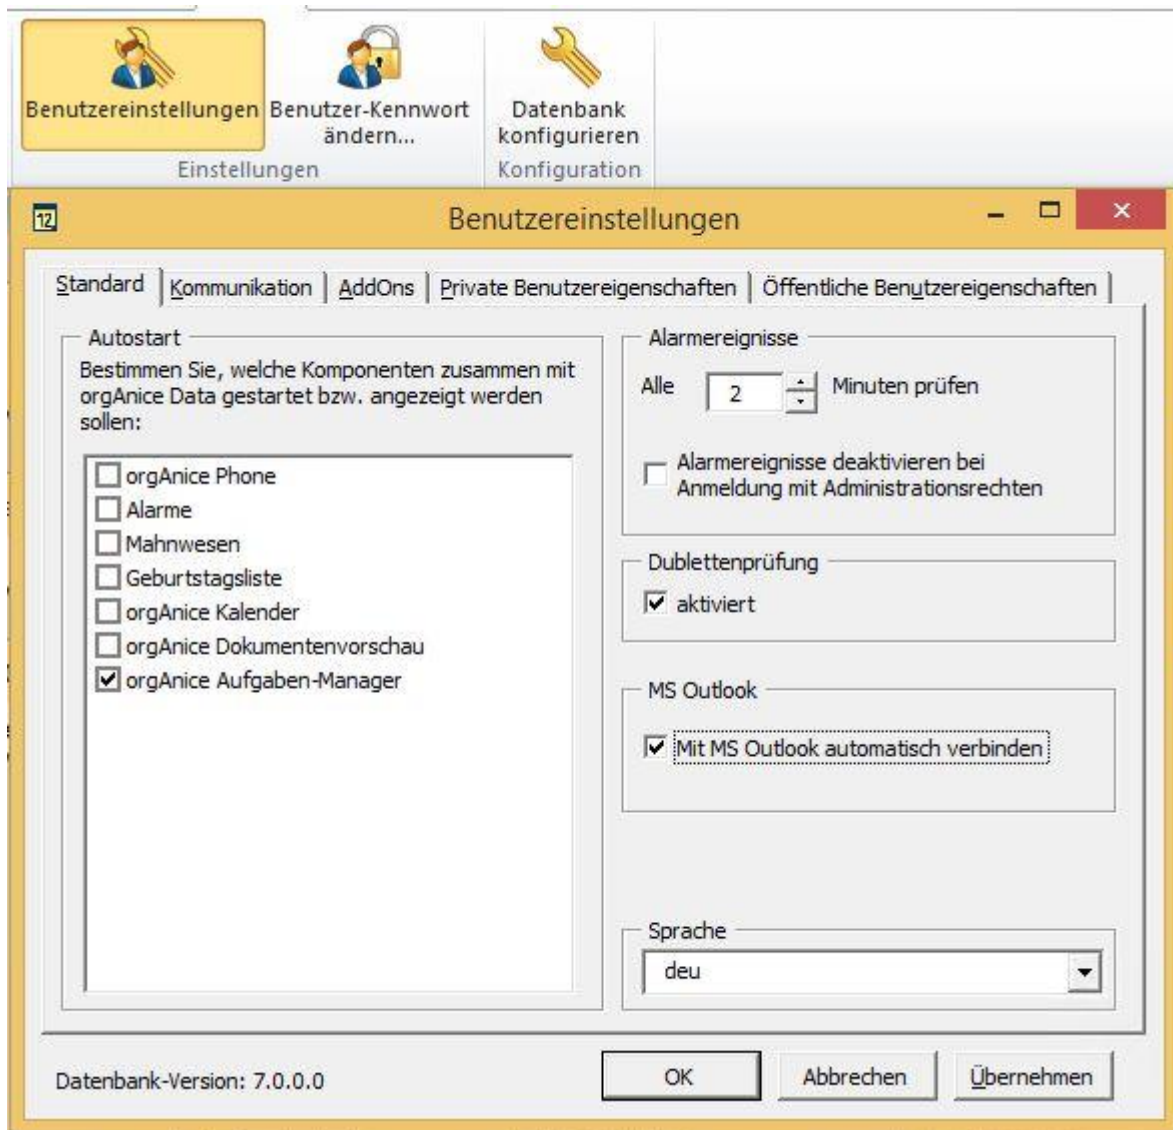 Benutzereinstellungen
Benutzer-Kennwort
ändern...
Datenbank
konfigurieren
Einstellungen
Konfiguration
12
Benutzereinstellungen
Standard
Kommunikation
AddOns
Private Benutzereigenschaften
Öffentliche Benutzereigenschaften
Autostart
Bestimmen Sie, welche Komponenten zusammen mit
orgAnice Data gestartet bzw. angezeigt werden
sollen:
orgAnice Phone
Alarme
Mahnwesen
Geburtstagsliste
orgAnice Kalender
orgAnice Dokumentenvorschau
orgAnice Aufgaben-Manager
Alarmereignisse
Alle 2 Minuten prüfen
Alarmereignisse deaktivieren bei
Anmeldung mit Administrationsrechten
Dublettenprüfung
aktiviert
MS Outlook
Mit MS Outlook automatisch verbinden
Sprache
deu
Datenbank-Version: 7.0.0.0
OK
Abbrechen
Übernehmen